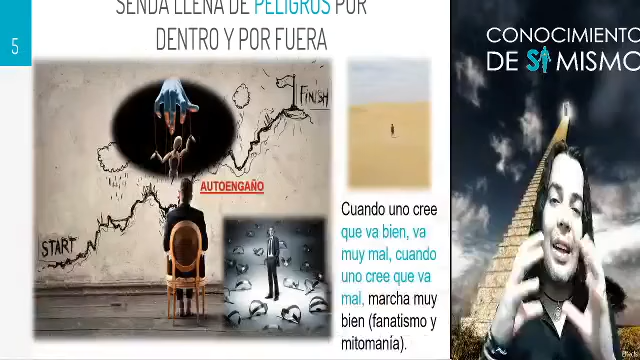 SENDA LLENA DE PELIGROS POR
DENTRO Y POR FUERA
5
FINISH
AUTOENGAÑO
START
Cuando uno cree
que va bien, va
muy mal, cuando
uno cree que va
mal, marcha muy
bien (fanatismo y
mitomanía).
CONOCIMIENTO
DE SÍ MISMO